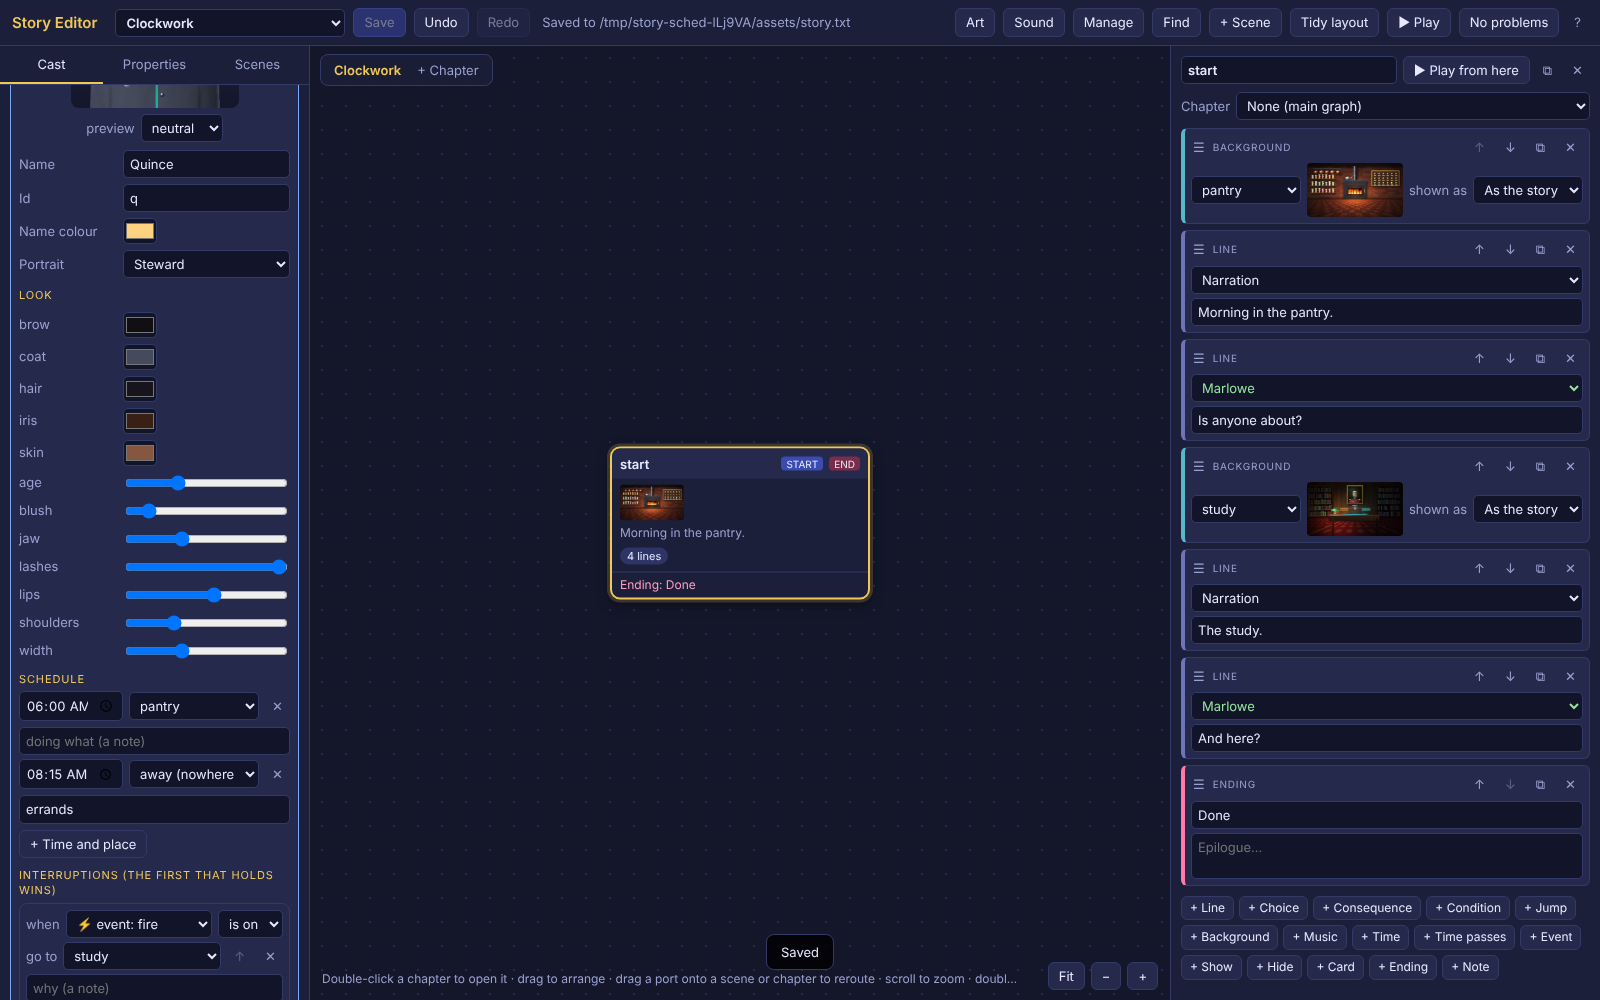 Story Editor Clockwork Save Undo Redo Saved to /tmp/story-sched-ILj9VA/assets/story.txt Art Sound Manage Find + Scene Tidy layout ▶ Play No problems ?
Cast Properties Scenes
preview neutral
Name Quince
Id q
Name colour
Portrait Steward
LOOK
brow
coat
hair
iris
skin
age
blush
jaw
lashes
lips
shoulders
width
SCHEDULE
06:00 AM pantry ✕
doing what (a note)
08:15 AM away (nowhere ✕
errands
+ Time and place
INTERRUPTIONS (THE FIRST THAT HOLDS
WINS)
when ⚡ event: fire is on
go to study ↑ ✕
why (a note)
Clockwork + Chapter
start START END
Morning in the pantry.
4 lines
Ending: Done
Saved
Double-click a chapter to open it · drag to arrange · drag a port onto a scene or chapter to reroute · scroll to zoom · doubl...
Fit − +
start ▶ Play from here ⧉ ✕
Chapter None (main graph)
☰ BACKGROUND ↑ ↓ ⧉ ✕
pantry shown as As the story
☰ LINE ↑ ↓ ⧉ ✕
Narration
Morning in the pantry.
☰ LINE ↑ ↓ ⧉ ✕
Marlowe
Is anyone about?
☰ BACKGROUND ↑ ↓ ⧉ ✕
study shown as As the story
☰ LINE ↑ ↓ ⧉ ✕
Narration
The study.
☰ LINE ↑ ↓ ⧉ ✕
Marlowe
And here?
☰ ENDING ↑ ↓ ⧉ ✕
Done
Epilogue...
+ Line + Choice + Consequence + Condition + Jump
+ Background + Music + Time + Time passes + Event
+ Show + Hide + Card + Ending + Note